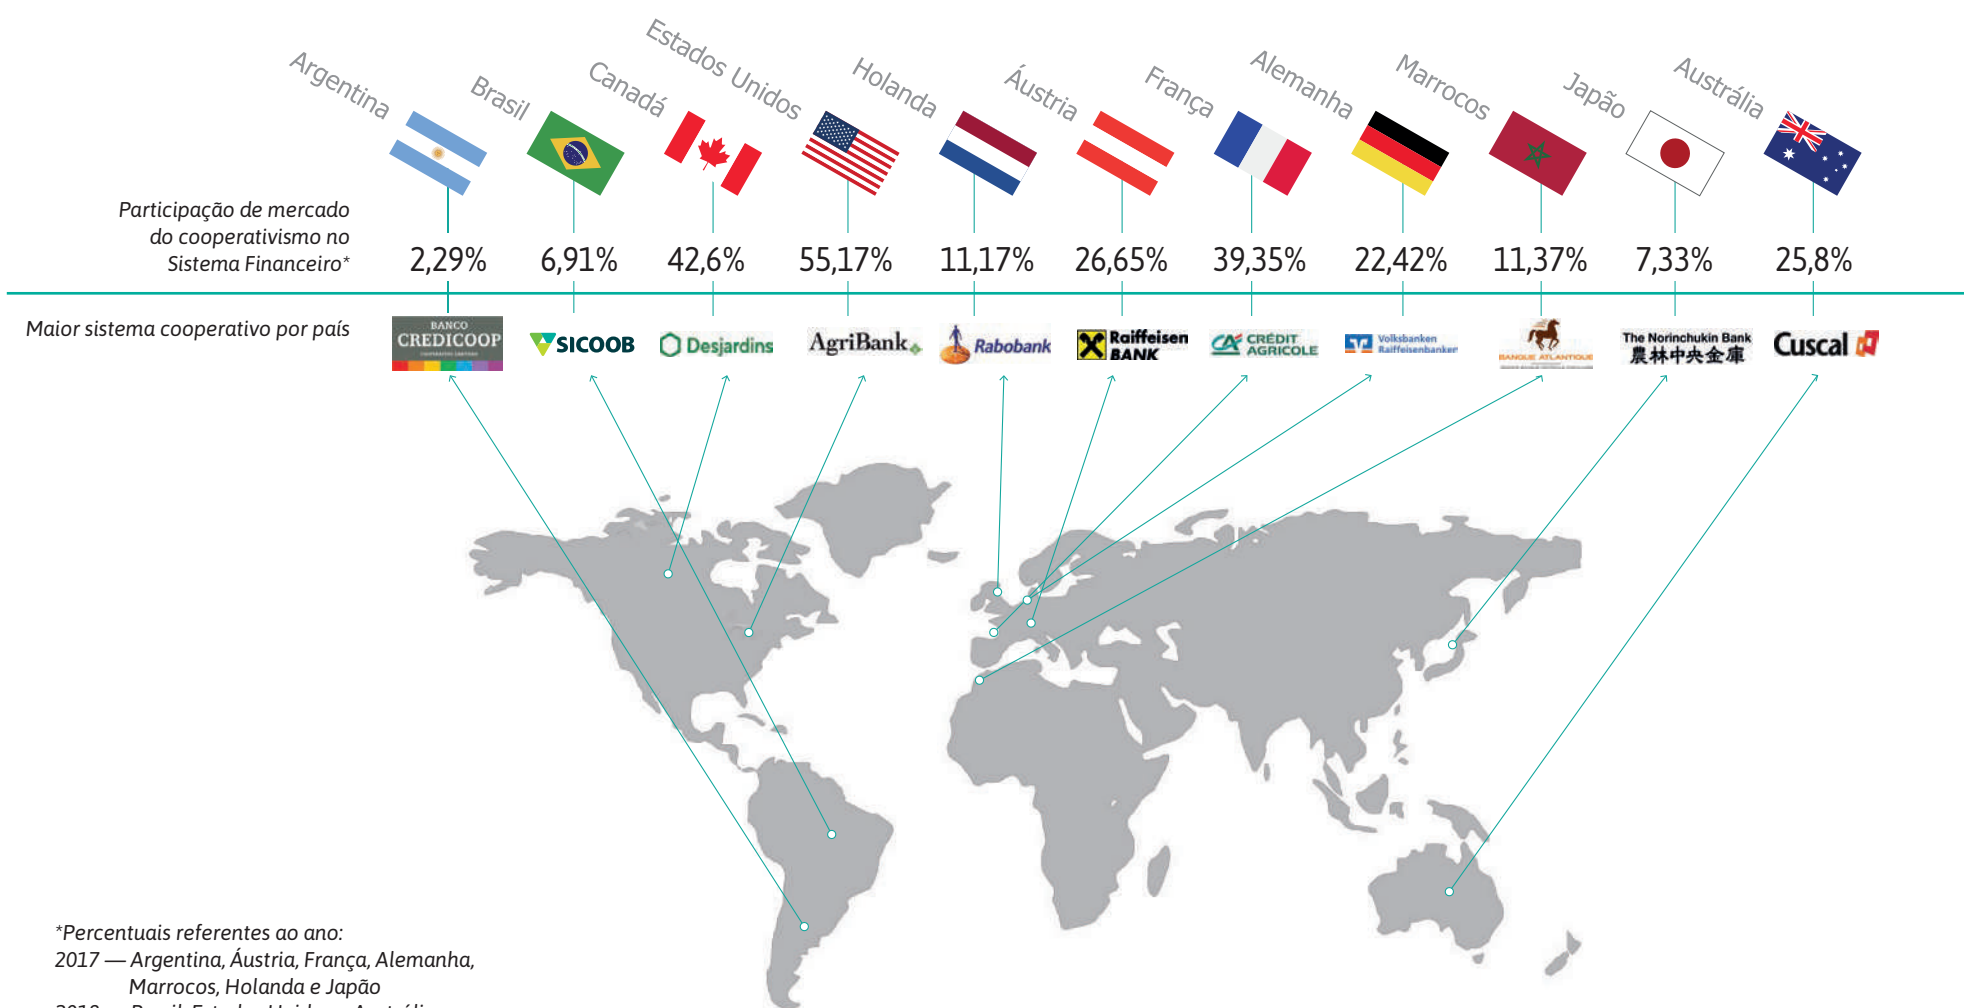 Argentina
Brasil
Canadá
Estados Unidos
Holanda
Áustria
França
Alemanha
Marrocos
Japão
Austrália
Participação de mercado
do cooperativismo no
Sistema Financeiro*
2,29% 6,91% 42,6% 55,17% 11,17% 26,65% 39,35% 22,42% 11,37% 7,33% 25,8%
Maior sistema cooperativo por país
BANCO
CREDICOOP
SICOOB
Desjardins
AgriBank
Rabobank
Raiffeisen
BANK
CA CRÉDIT
AGRICOLE
Volksbanken
Raiffeisenbanken
BANQUE ATLANTIQUE
The Norinchukin Bank
農林中央金庫
Cuscal
*Percentuais referentes ao ano:
2017 — Argentina, Áustria, França, Alemanha,
Marrocos, Holanda e Japão